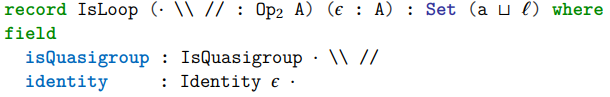 record IsLoop (· \\ // : Op₂ A) (ϵ : A) : Set (a ⊔ ℓ) where
field
isQuasigroup : IsQuasigroup · \\ //
identity : Identity ϵ ·